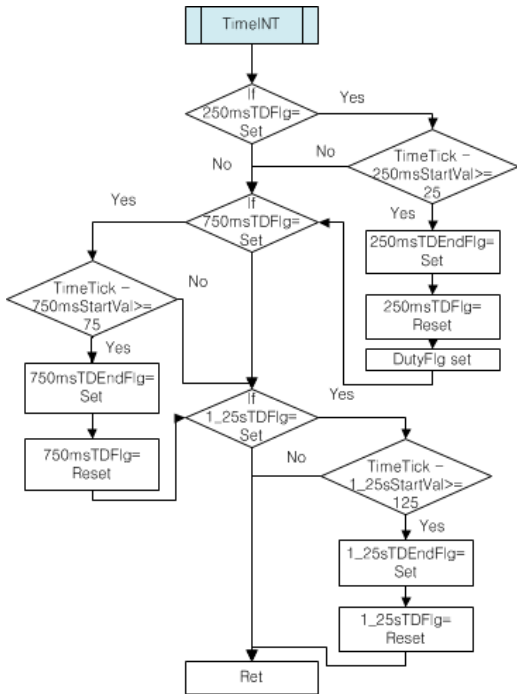 TimeINT
If
250msTDFlg=
Set
Yes
No
No
TimeTick –
250msStartVal>=
25
Yes
Yes
If
750msTDFlg=
Set
250msTDEndFlg=
Set
TimeTick –
750msStartVal>=
75
No
250msTDFlg=
Reset
Yes
DutyFlg set
750msTDEndFlg=
Set
Yes
If
1_25sTDFlg=
Set
750msTDFlg=
Reset
No
TimeTick –
1_25sStartVal>=
125
Yes
1_25sTDEndFlg=
Set
1_25sTDFlg=
Reset
Ret